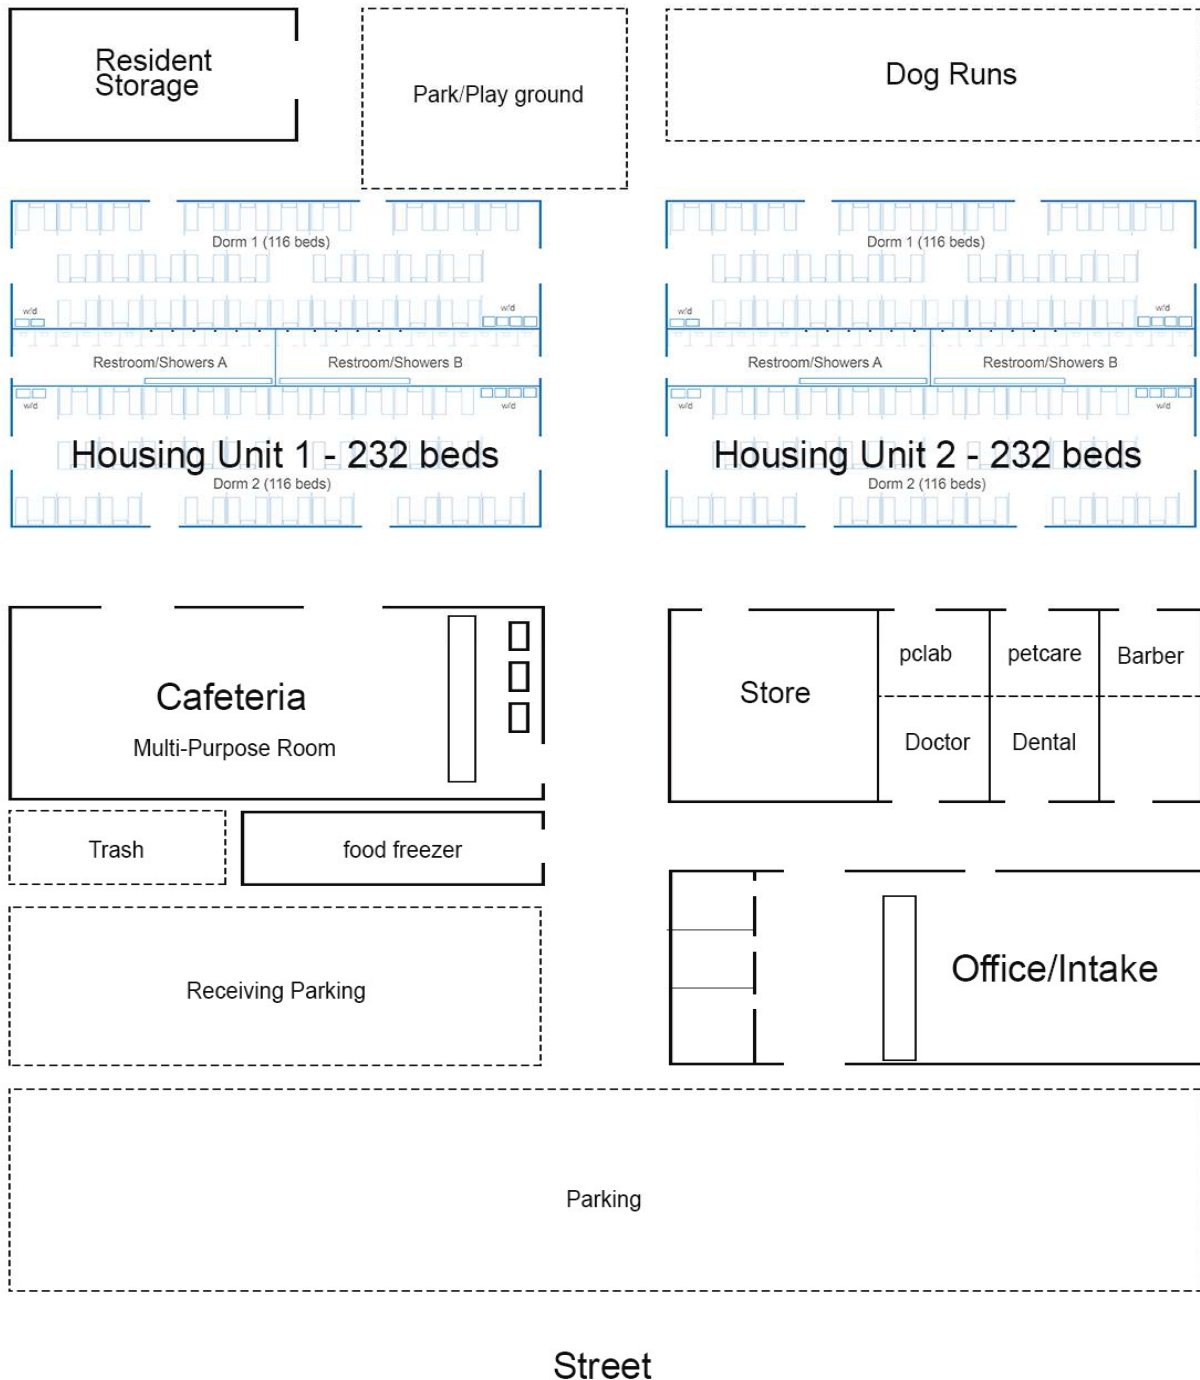 Resident
Storage
Park/Play ground
Dog Runs
Dorm 1 (116 beds)
w/d
w/d
Restroom/Showers A
Restroom/Showers B
w/d
w/d
Housing Unit 1 - 232 beds
Dorm 2 (116 beds)
Dorm 1 (116 beds)
w/d
w/d
Restroom/Showers A
Restroom/Showers B
w/d
w/d
Housing Unit 2 - 232 beds
Dorm 2 (116 beds)
Cafeteria
Multi-Purpose Room
Store
pclab
petcare
Barber
Doctor
Dental
Trash
food freezer
Receiving Parking
Office/Intake
Parking
Street